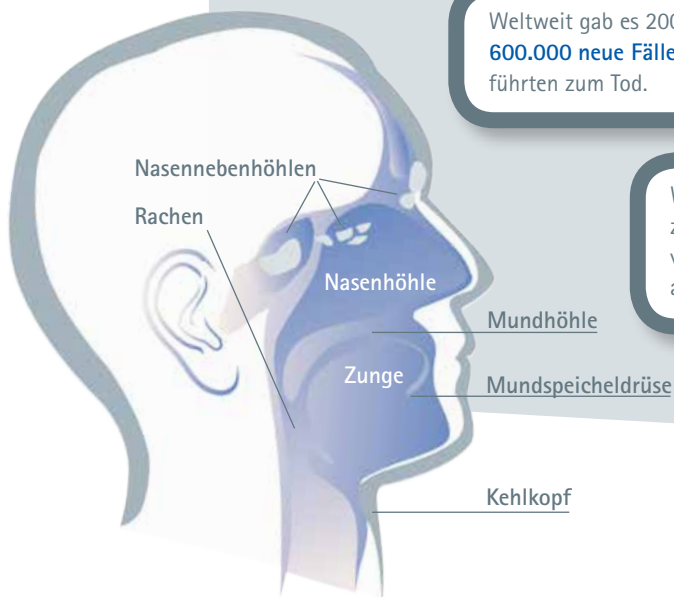 Weltweit gab es 200
600.000 neue Fälle
führten zum Tod.
Nasennebenhöhlen
Rachen
Nasenhöhle
Mundhöhle
Zunge
Mundspeicheldrüse
Kehlkopf